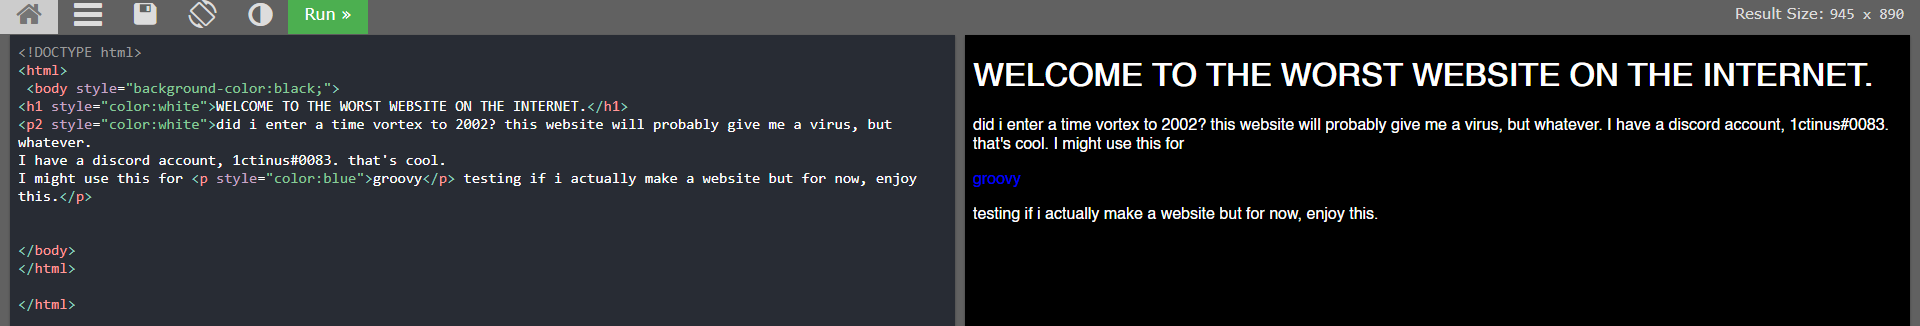 Run »
Result Size: 945 x 890
<!DOCTYPE html>
<html>
<body style="background-color:black;">
<h1 style="color:white">WELCOME TO THE WORST WEBSITE ON THE INTERNET.</h1>
<p2 style="color:white">did i enter a time vortex to 2002? this website will probably give me a virus, but
whatever.
I have a discord account, 1ctinus#0083. that's cool.
I might use this for <p style="color:blue">groovy</p> testing if i actually make a website but for now, enjoy
this.</p>
</body>
</html>
</html>
WELCOME TO THE WORST WEBSITE ON THE INTERNET.
did i enter a time vortex to 2002? this website will probably give me a virus, but whatever. I have a discord account, 1ctinus#0083.
that's cool. I might use this for
groovy
testing if i actually make a website but for now, enjoy this.